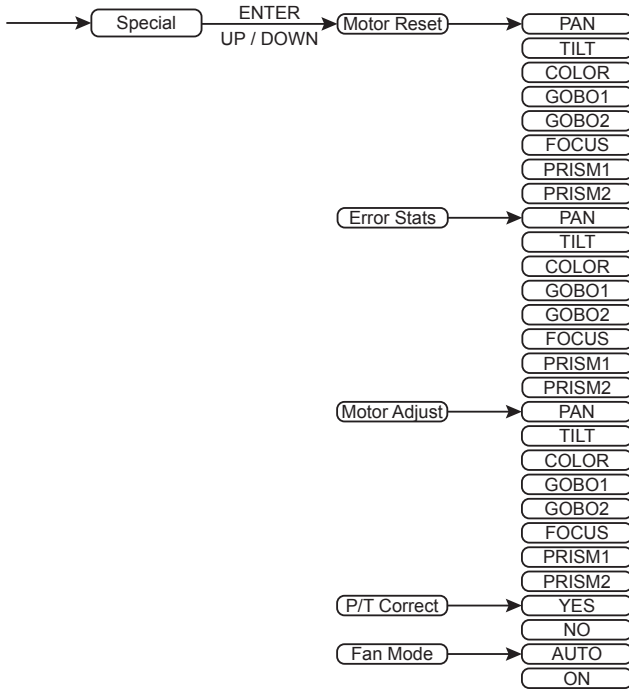 ENTER
Special
UP / DOWN
Motor Reset
PAN
TILT
COLOR
GOBO1
GOBO2
FOCUS
PRISM1
PRISM2
Error Stats
PAN
TILT
COLOR
GOBO1
GOBO2
FOCUS
PRISM1
PRISM2
Motor Adjust
PAN
TILT
COLOR
GOBO1
GOBO2
FOCUS
PRISM1
PRISM2
P/T Correct
YES
NO
Fan Mode
AUTO
ON